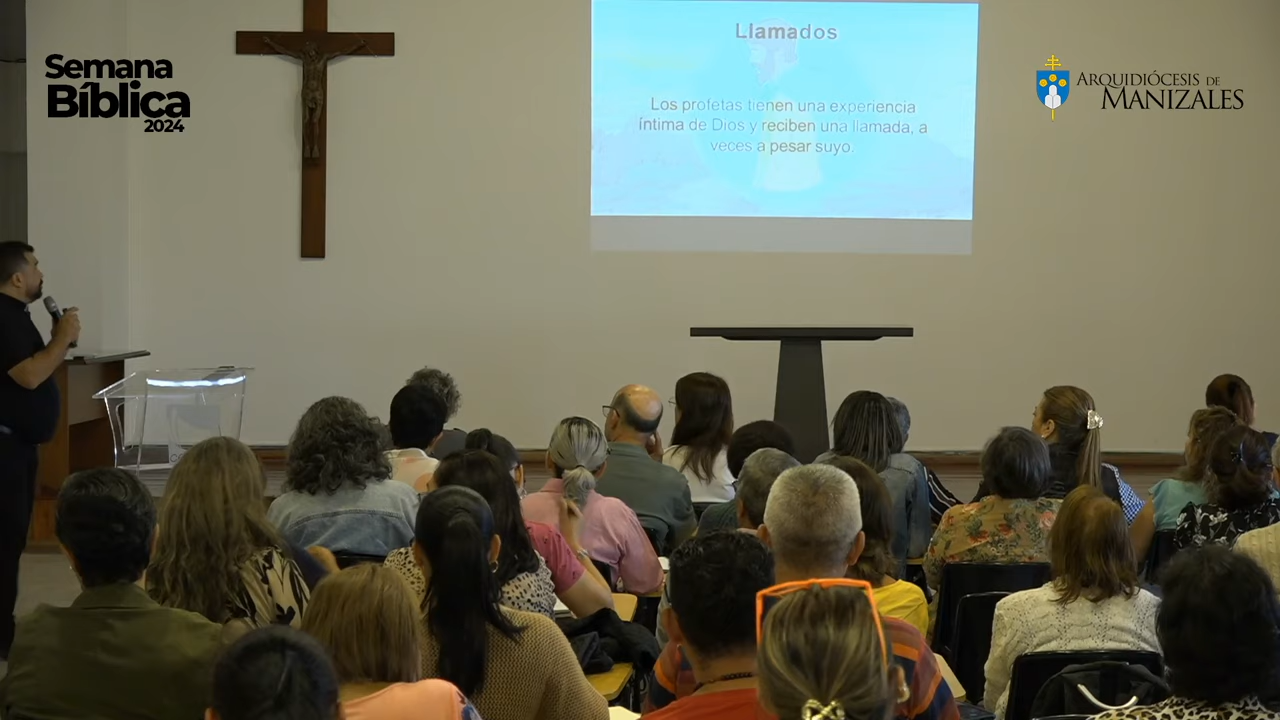 Semana
Bíblica
2024
Llamados
Los profetas tienen una experiencia
íntima de Dios y reciben una llamada, a
veces a pesar suyo.
ARQUIDIÓCESIS DE
MANIZALES